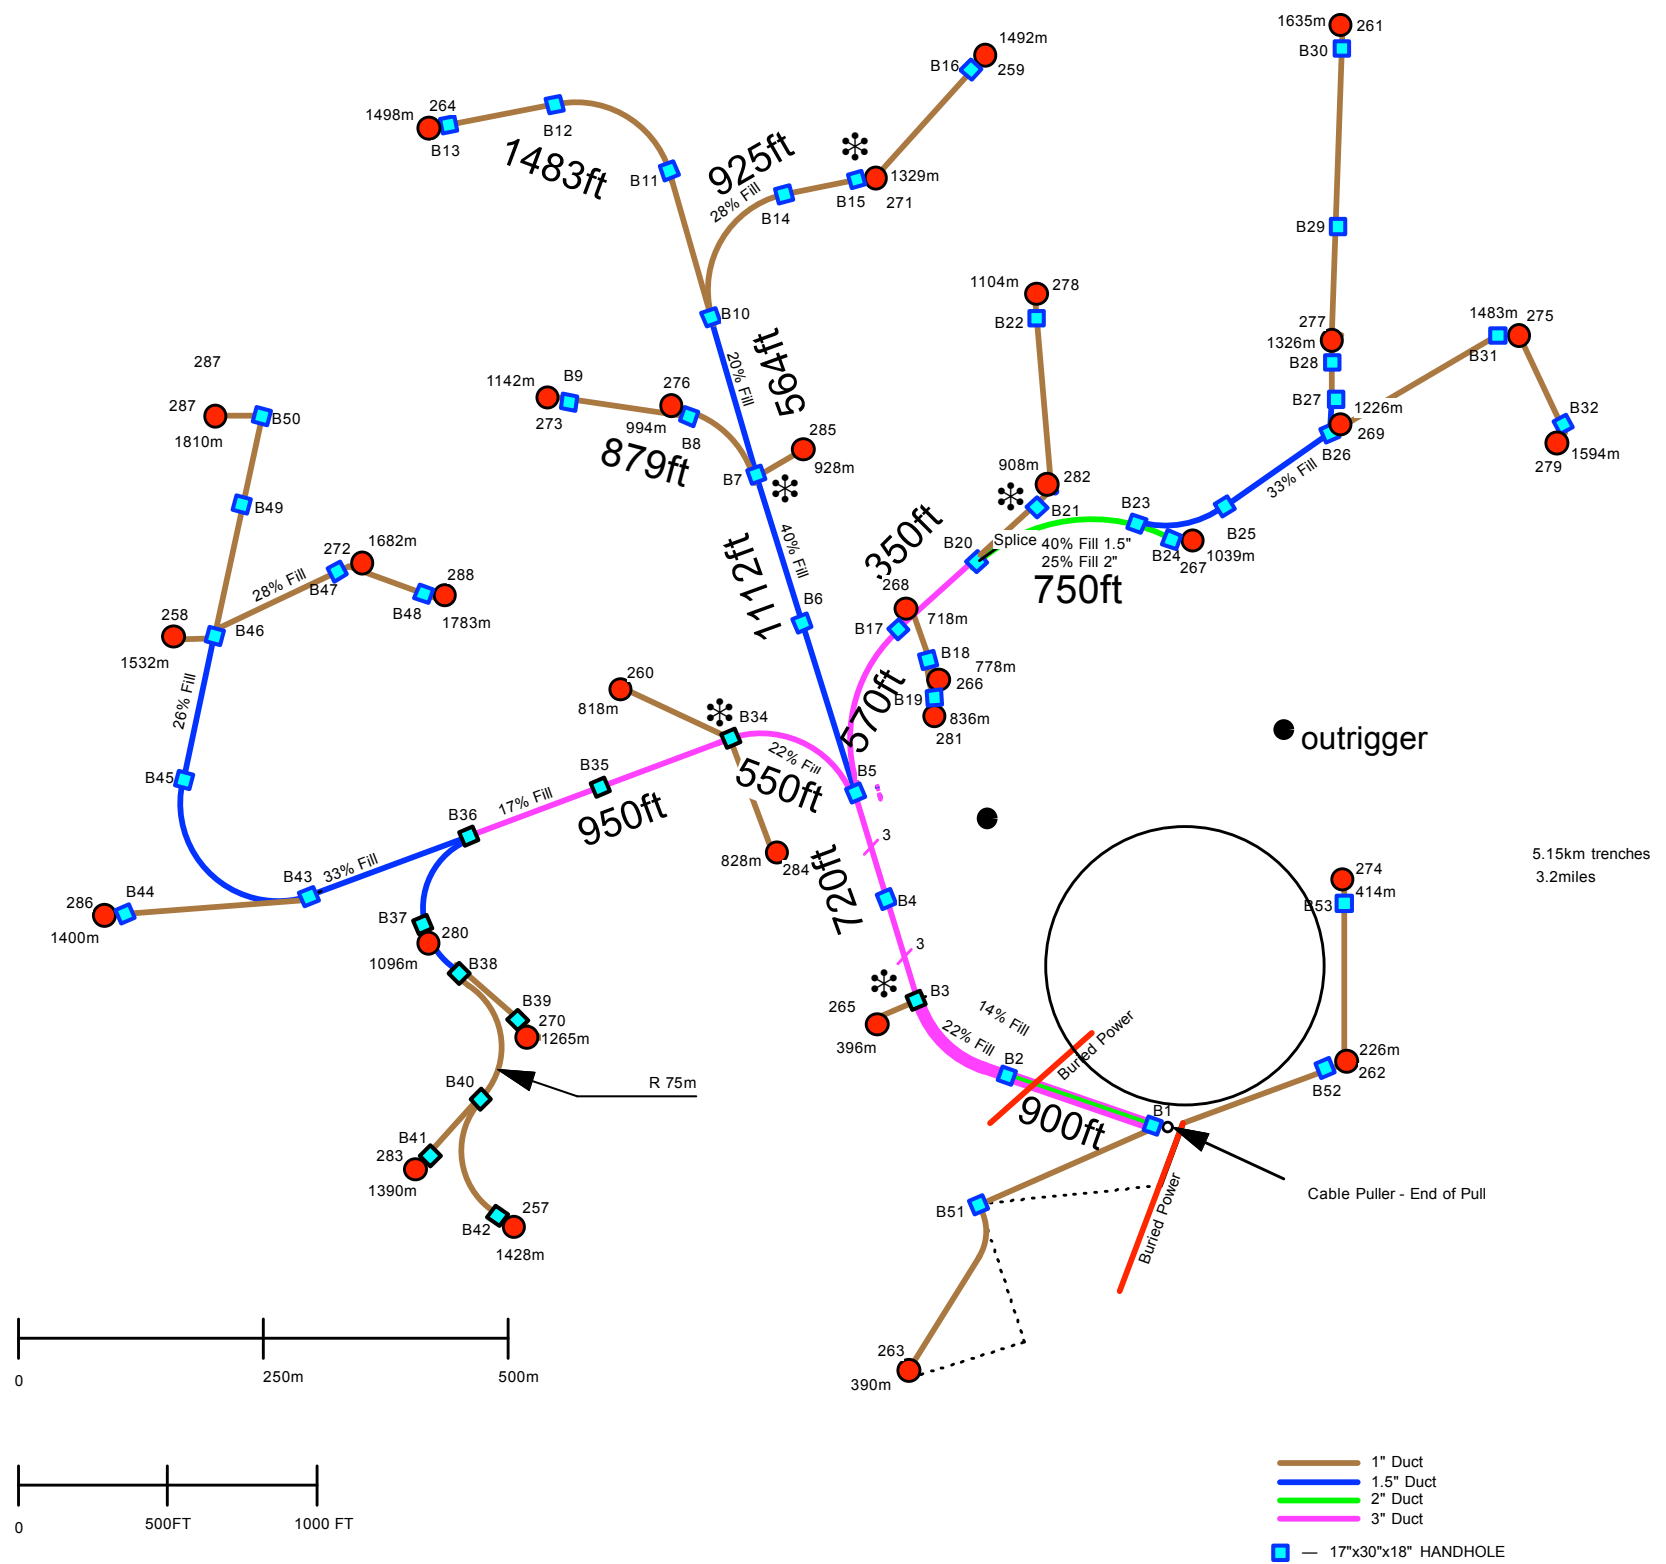 1635m
261
B30
1492m
B16
259
264
1498m
B12
B13
1483ft
925ft
28% Fill
B11
1329m
B14
B15
271
B29
1104m
278
B22
B10
277
1326m
B28
1483m
275
B31
20% Fill
564ft
287
1142m
B9
276
273
994m
B8
879ft
285
928m
B7
287
B50
1810m
B27
1226m
269
B26
B32
279
1594m
908m
282
B21
33% Fill
B23
B25
B20
Splice
40% Fill 1.5"
25% Fill 2"
B24
1039m
267
750ft
350ft
B49
272
1682m
28% Fill
B47
288
B48
1783m
258
B46
1532m
40% Fill
1112ft
B6
268
718m
B17
B18
778m
266
B19
836m
281
570ft
26% Fill
260
818m
B34
22% Fill
550ft
B5
outrigger
B45
B35
17% Fill
950ft
B36
828m
284
720ft
3
B4
3
5.15km trenches
3.2miles
274
414m
B53
B43
33% Fill
B44
286
1400m
B37
280
1096m
B38
B39
270
1265m
B3
265
396m
14% Fill
22% Fill
B2
Buried Power
900ft
B1
226m
262
B52
B40
R 75m
B41
283
1390m
257
B42
1428m
B51
Buried Power
Cable Puller - End of Pull
263
390m
0
250m
500m
0
500FT
1000 FT
1" Duct
1.5" Duct
2" Duct
3" Duct
— 17"x30"x18" HANDHOLE